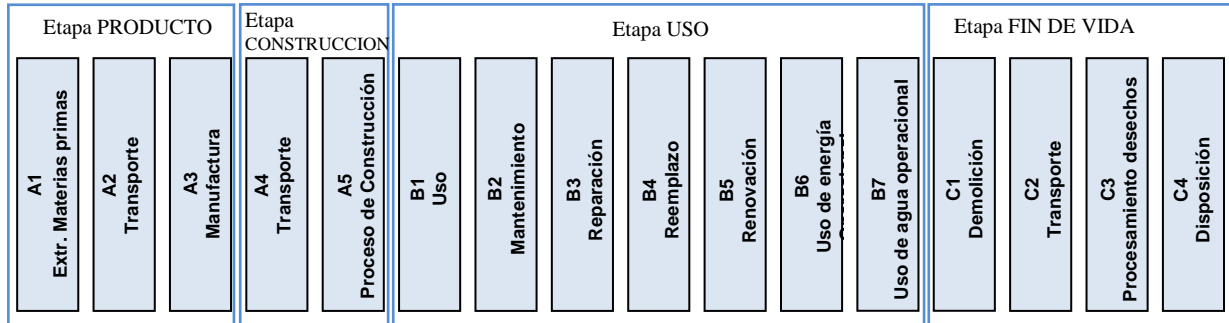 Etapa PRODUCTO
Etapa
CONSTRUCCION
Etapa USO
Etapa FIN DE VIDA
A1
Extr. Materias primas
A2
Transporte
A3
Manufactura
A4
Transporte
A5
Proceso de Construcción
B1
Uso
B2
Mantenimiento
B3
Reparación
B4
Reemplazo
B5
Renovación
B6
Uso de energía
B7
Uso de agua operacional
C1
Demolición
C2
Transporte
C3
Procesamiento desechos
C4
Disposición